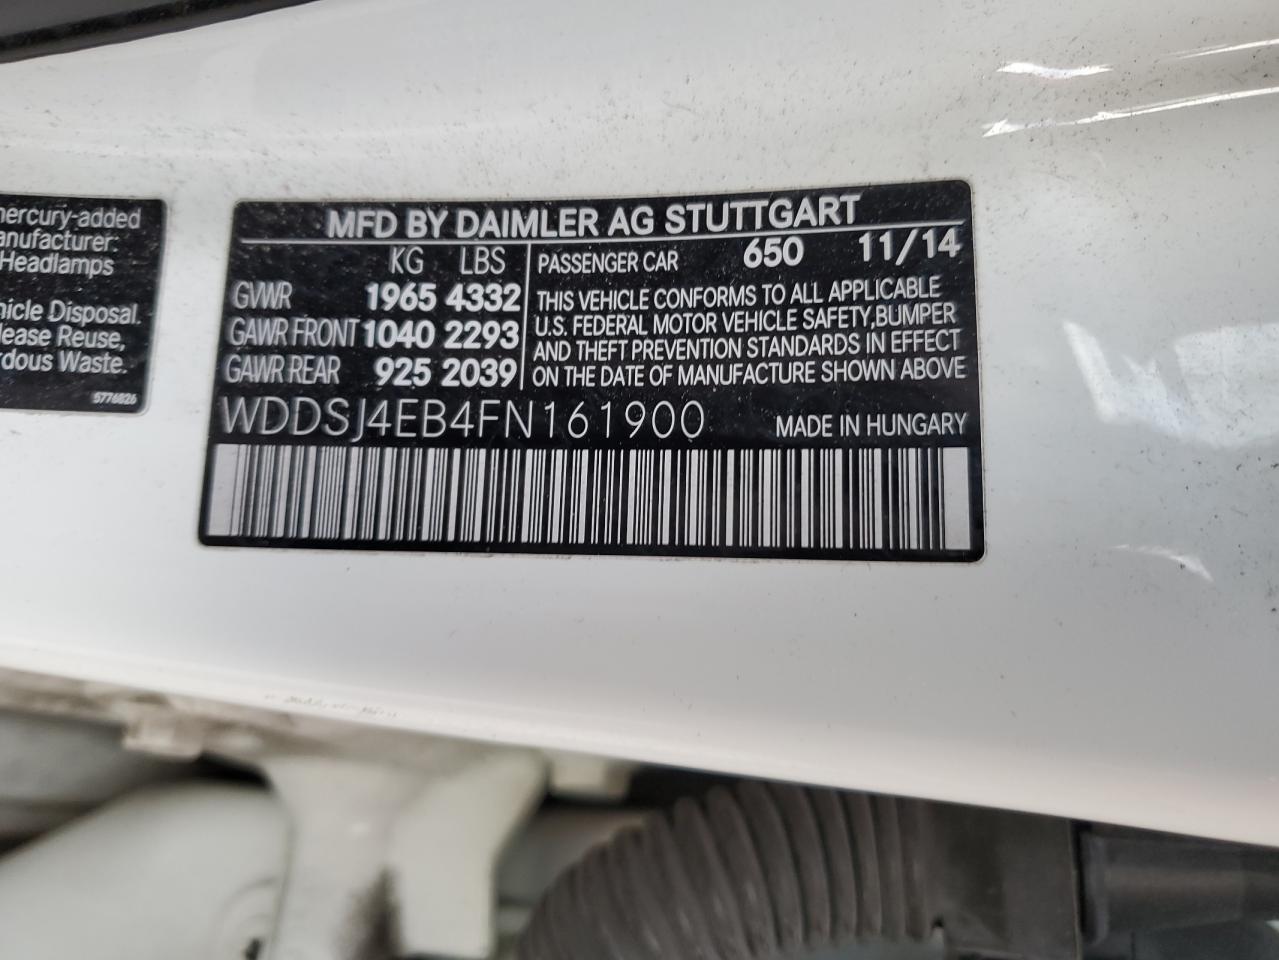 mercury-added
anufacturer:
Headlamps
hicle Disposal.
lease Reuse,
rdous Waste.
5776826
MFD BY DAIMLER AG STUTTGART
KG LBS
GVWR 1965 4332
GAWR FRONT 1040 2293
GAWR REAR 925 2039
PASSENGER CAR 650 11/14
THIS VEHICLE CONFORMS TO ALL APPLICABLE
U.S. FEDERAL MOTOR VEHICLE SAFETY,BUMPER
AND THEFT PREVENTION STANDARDS IN EFFECT
ON THE DATE OF MANUFACTURE SHOWN ABOVE
WDDSJ4EB4FN161900 MADE IN HUNGARY